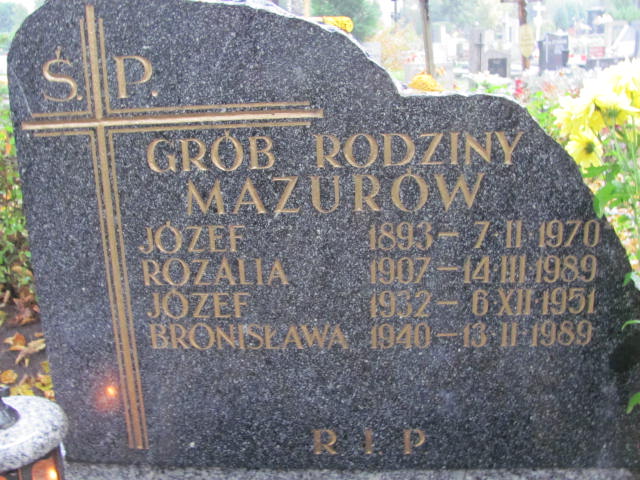 Ś. P.
GRÓB RODZINY
MAZURÓW
JÓZEF 1893 - 7 II 1970
ROZALIA 1907 - 14 III 1989
JÓZEF 1932 - 6 XII 1951
BRONISŁAWA 1940 - 13 II 1989
R I P